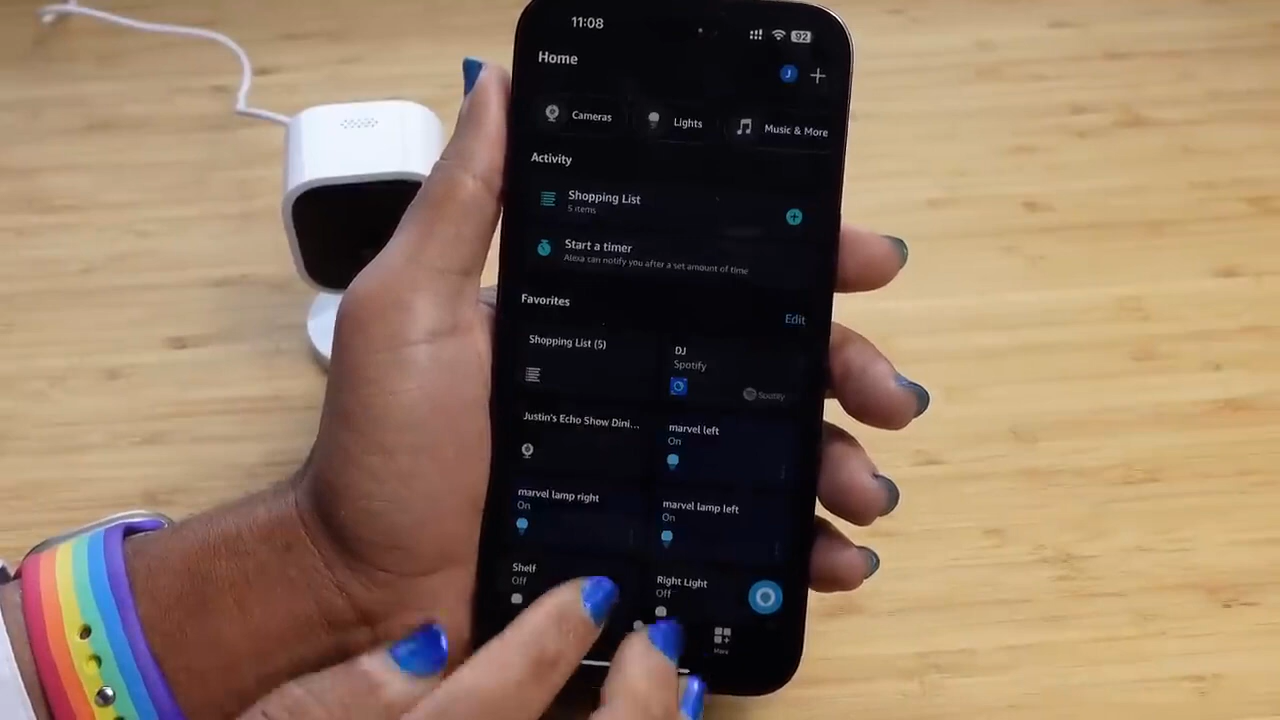 11:08
92
Home
J
Cameras
Lights
Music & More
Activity
Shopping List
5 items
Start a timer
Alexa can notify you after a set amount of time
Favorites
Edit
Shopping List (5)
DJ
Spotify
Spotify
Justin's Echo Show Dini...
marvel left
On
marvel lamp right
On
marvel lamp left
On
Shelf
Off
Right Light
Off
More